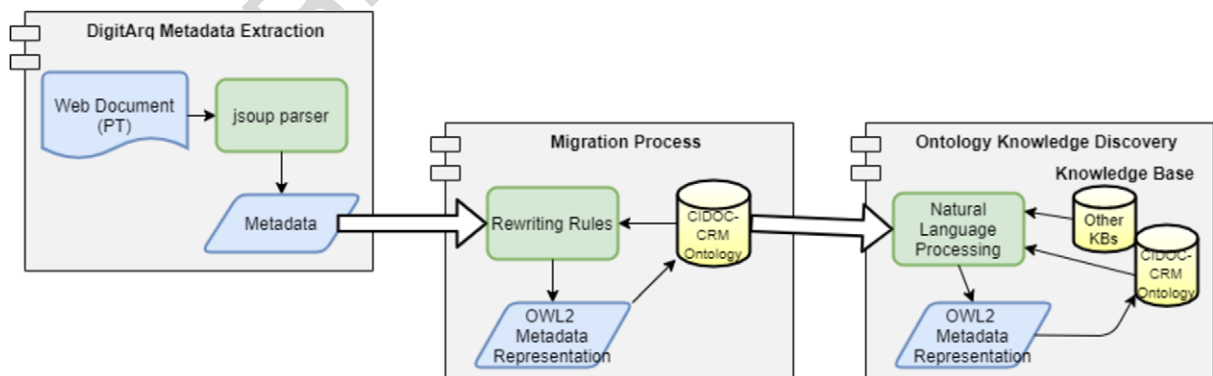 DigitArq Metadata Extraction
Web Document
(PT)
jsoup parser
Metadata
Migration Process
Rewriting Rules
CIDOC-
CRM
Ontology
OWL2
Metadata
Representation
Ontology Knowledge Discovery
Knowledge Base
Natural
Language
Processing
Other
KBs
CIDOC-
CRM
Ontology
OWL2
Metadata
Representation